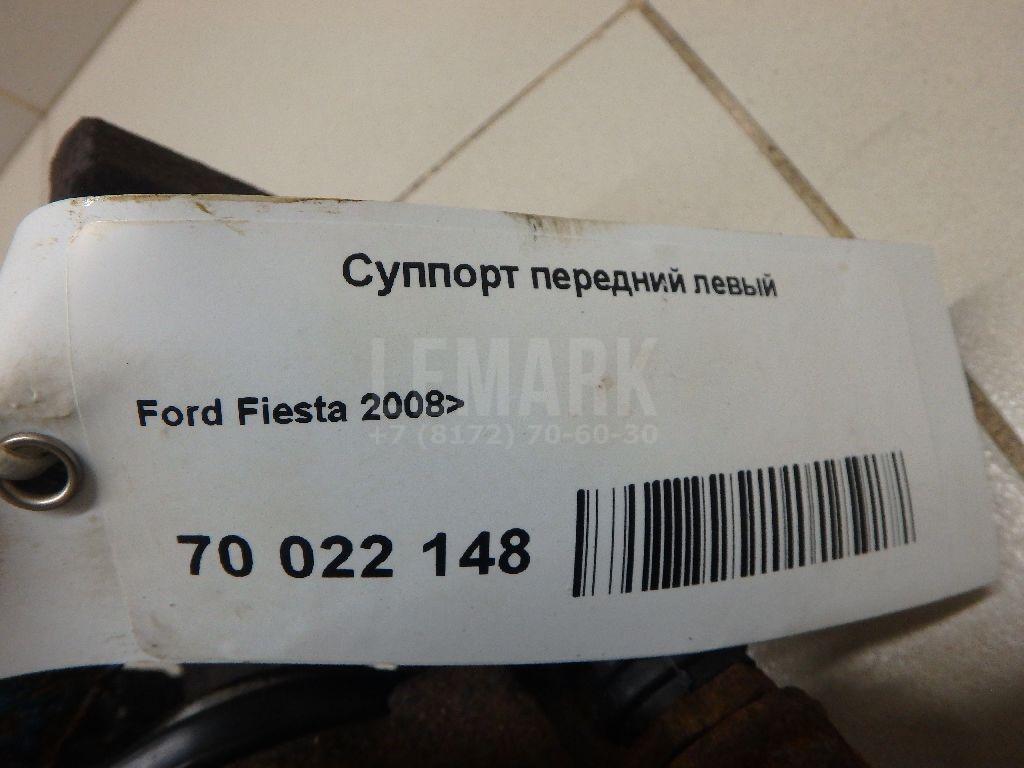 Суппорт передний левый
LEMARK
Ford Fiesta 2008>
+7 (8172) 70-60-30
70 022 148